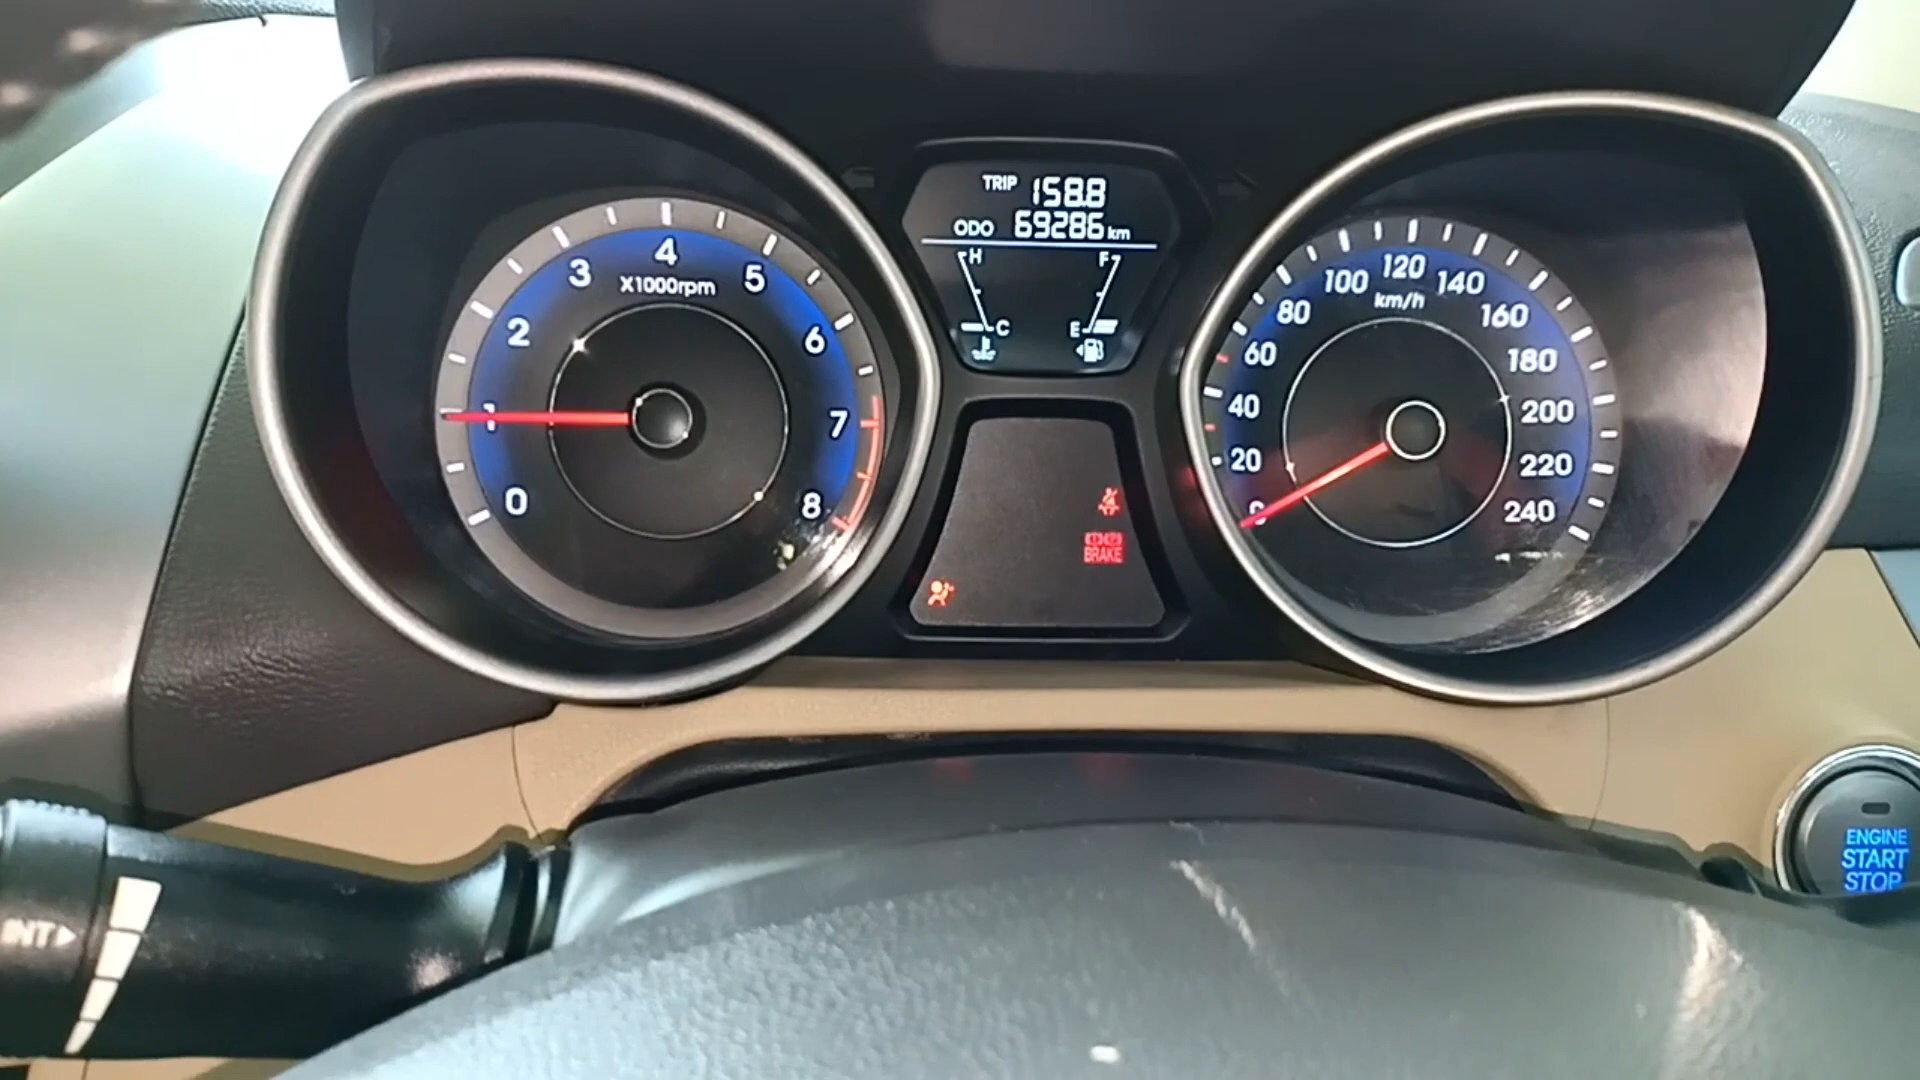 TRIP 158.8
ODO 69286 km
H F
C E
0 1 2 3 4 5 6 7 8
X1000rpm
0 20 40 60 80 100 120 140 160 180 200 220 240
km/h
BRAKE
INT
ENGINE
START
STOP